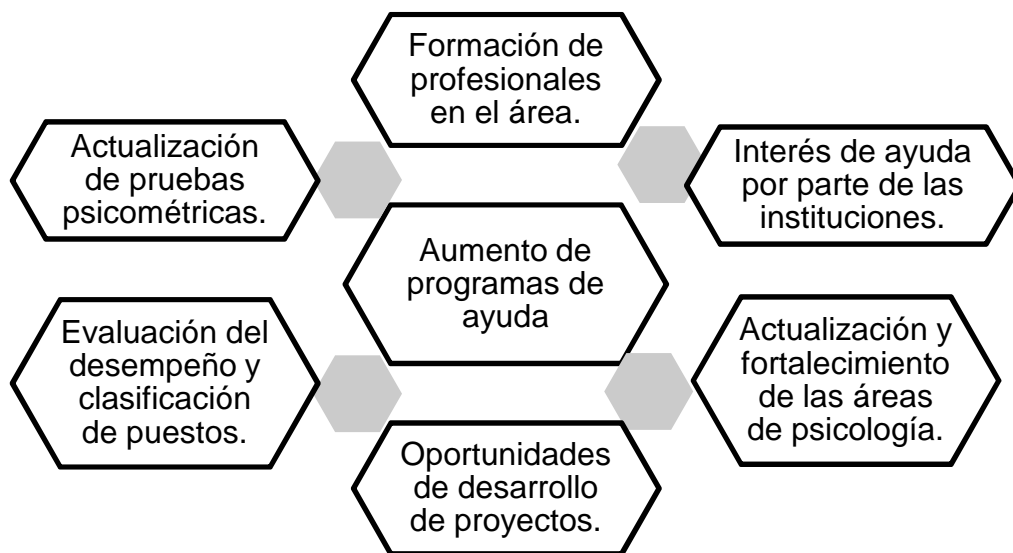 Formación de
profesionales
en el área.
Actualización
de pruebas
psicométricas.
Interés de ayuda
por parte de las
instituciones.
Aumento de
programas de
ayuda
Evaluación del
desempeño y
clasificación
de puestos.
Actualización y
fortalecimiento
de las áreas
de psicología.
Oportunidades
de desarrollo
de proyectos.